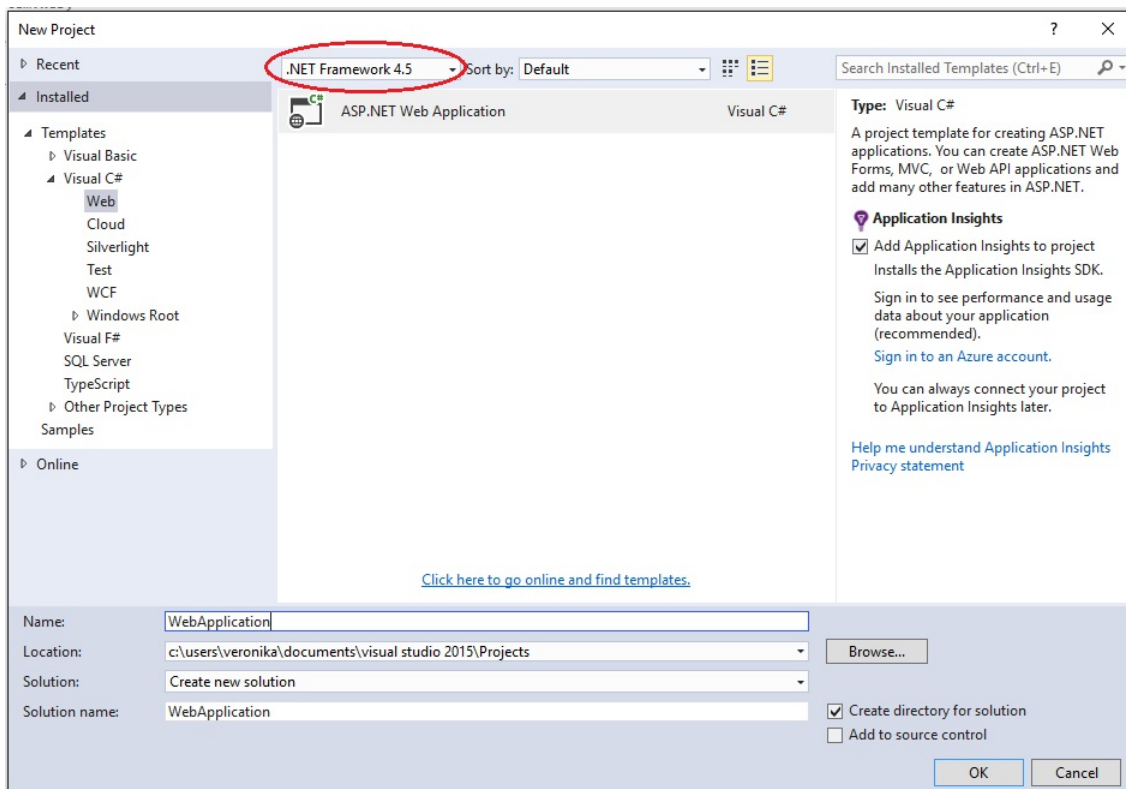 New Project
?
Recent
.NET Framework 4.5
Sort by: Default
Search Installed Templates (Ctrl+E)
Installed
Templates
Visual Basic
Visual C#
Web
Cloud
Silverlight
Test
WCF
Windows Root
Visual F#
SQL Server
TypeScript
Other Project Types
Samples
Online
C#
ASP.NET Web Application
Visual C#
Click here to go online and find templates.
Type: Visual C#
A project template for creating ASP.NET
applications. You can create ASP.NET Web
Forms, MVC, or Web API applications and
add many other features in ASP.NET.
Application Insights
Add Application Insights to project
Installs the Application Insights SDK.
Sign in to see performance and usage
data about your application
(recommended).
Sign in to an Azure account.
You can always connect your project
to Application Insights later.
Help me understand Application Insights
Privacy statement
Name: WebApplication
Location: c:\users\veronika\documents\visual studio 2015\Projects
Browse...
Solution: Create new solution
Solution name: WebApplication
Create directory for solution
Add to source control
OK
Cancel